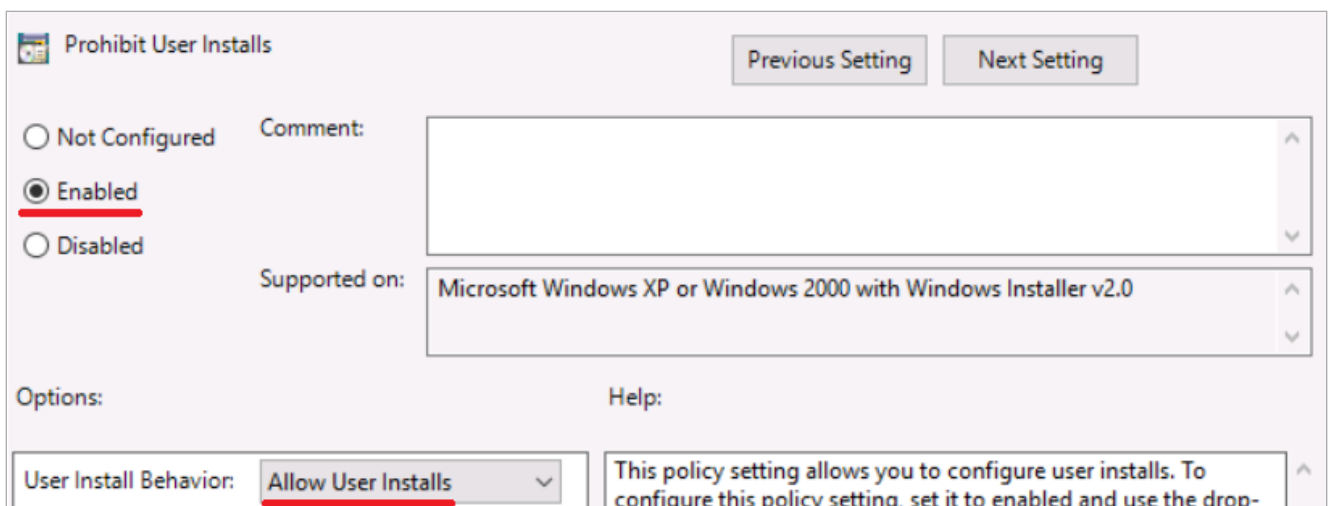 Prohibit User Installs
Previous Setting
Next Setting
Not Configured
Comment:
Enabled
Disabled
Supported on:
Microsoft Windows XP or Windows 2000 with Windows Installer v2.0
Options:
Help:
User Install Behavior:
Allow User Installs
This policy setting allows you to configure user installs. To
configure this policy setting, set it to enabled and use the drop-